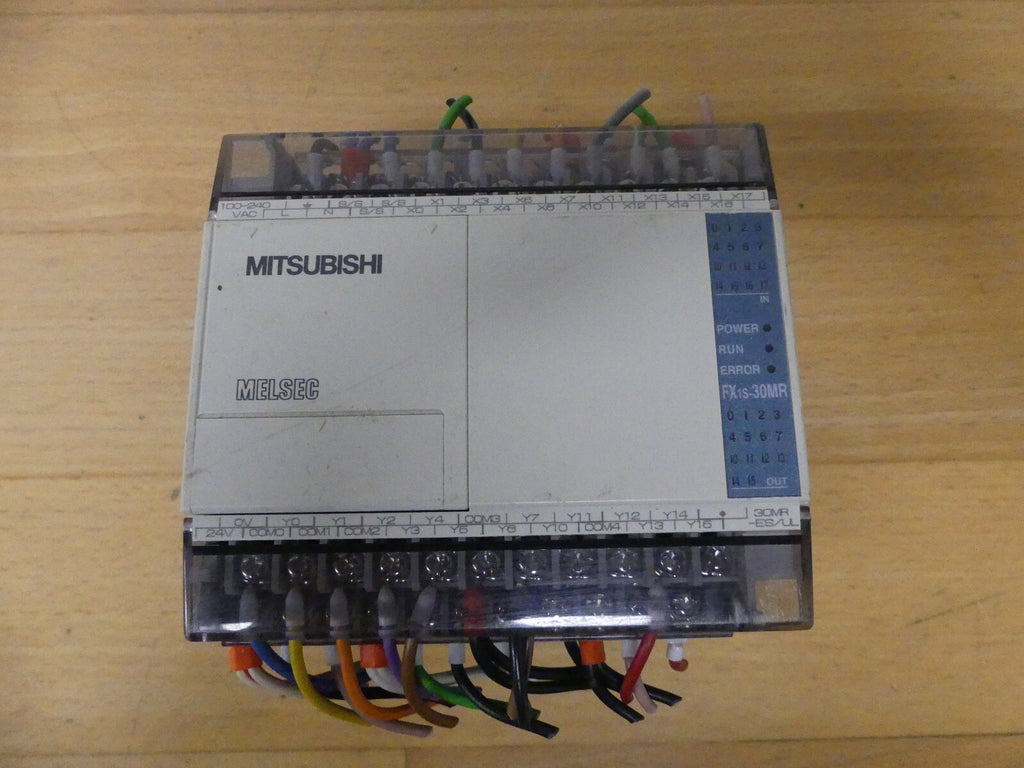 100-240 ⏚ S/S S/S X1 X3 X5 X7 X11 X13 X15 X17
VAC L N S/S X0 X2 X4 X6 X10 X12 X14 X16
MITSUBISHI
MELSEC
0 1 2 3
4 5 6 7
10 11 12 13
14 15 16 17
IN
POWER
RUN
ERROR
FX1S-30MR
0 1 2 3
4 5 6 7
10 11 12 13
14 15 OUT
0V Y0 Y1 Y2 Y4 COM3 Y7 Y11 Y12 Y14 • 30MR
24V COM0 COM1 COM2 Y3 Y5 Y6 Y10 COM4 Y13 Y15 -ES/UL